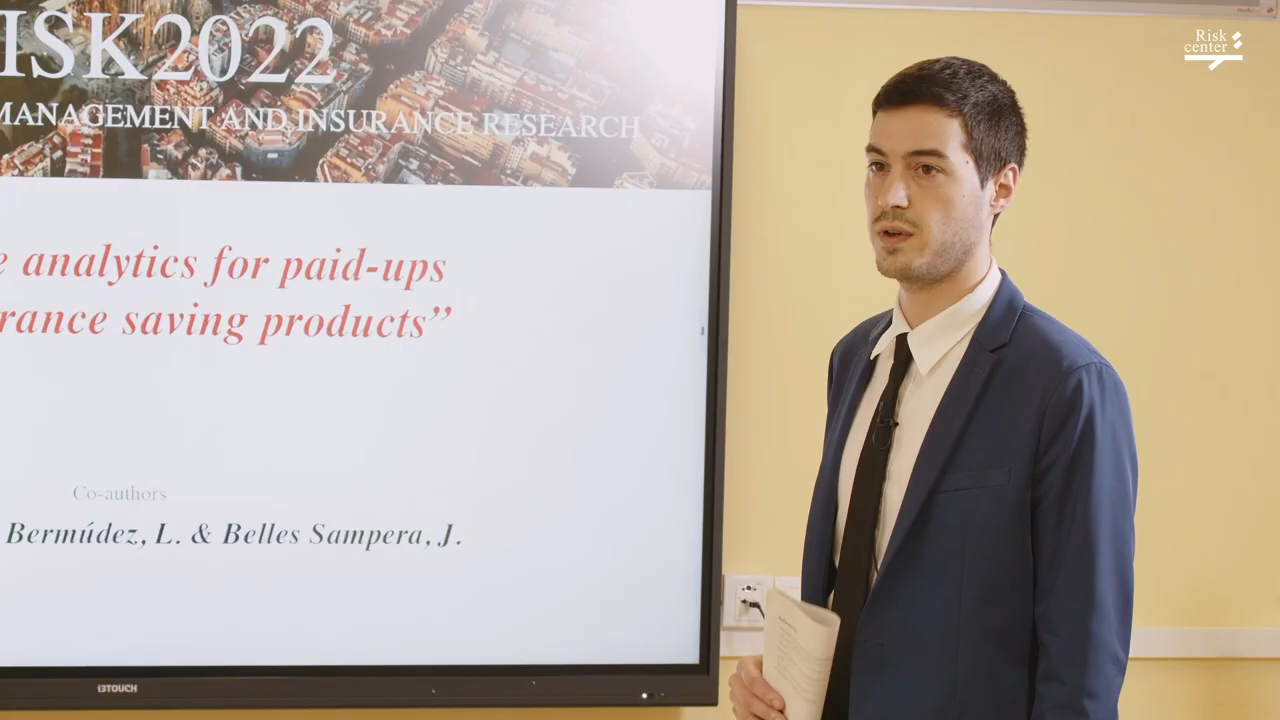 ISK2022
MANAGEMENT AND INSURANCE RESEARCH
e analytics for paid-ups
rance saving products”
Co-authors
Bermúdez, L. & Belles Sampera, J.
i3TOUCH
Risk
center